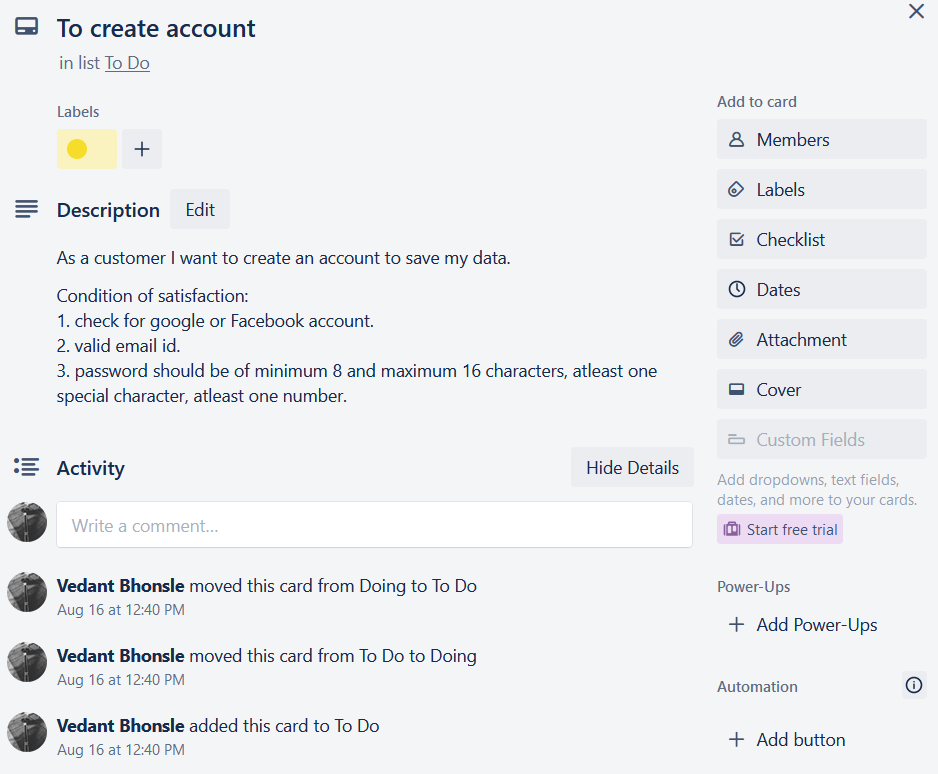 To create account
in list To Do
Labels
Description Edit
As a customer I want to create an account to save my data.
Condition of satisfaction:
1. check for google or Facebook account.
2. valid email id.
3. password should be of minimum 8 and maximum 16 characters, atleast one
special character, atleast one number.
Activity Hide Details
Write a comment...
Vedant Bhonsle moved this card from Doing to To Do
Aug 16 at 12:40 PM
Vedant Bhonsle moved this card from To Do to Doing
Aug 16 at 12:40 PM
Vedant Bhonsle added this card to To Do
Aug 16 at 12:40 PM
Add to card
Members
Labels
Checklist
Dates
Attachment
Cover
Custom Fields
Add dropdowns, text fields,
dates, and more to your cards.
Start free trial
Power-Ups
+ Add Power-Ups
Automation
+ Add button